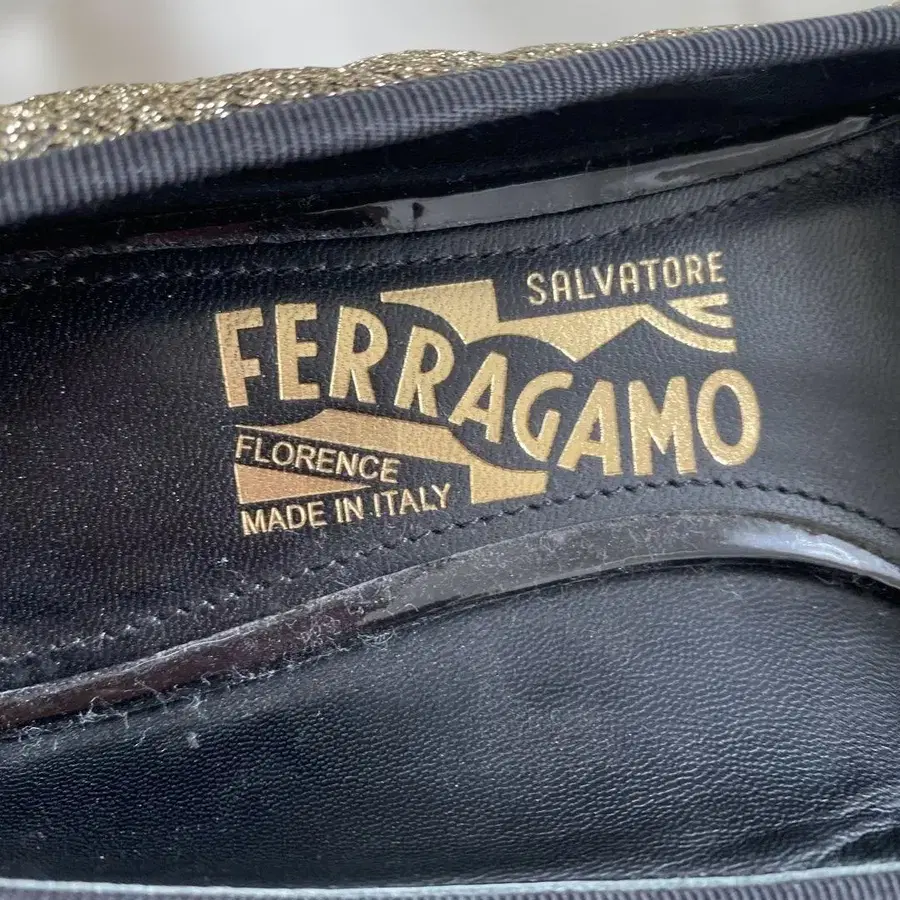 SALVATORE
FERRAGAMO
FLORENCE
MADE IN ITALY